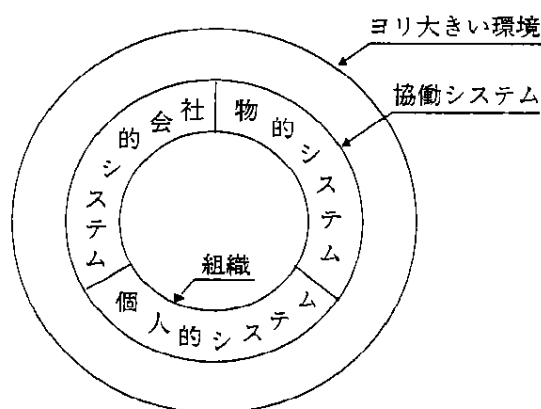 ヨリ大きい環境
協働システム
社会的システム
物的システム
組織
個人的システム